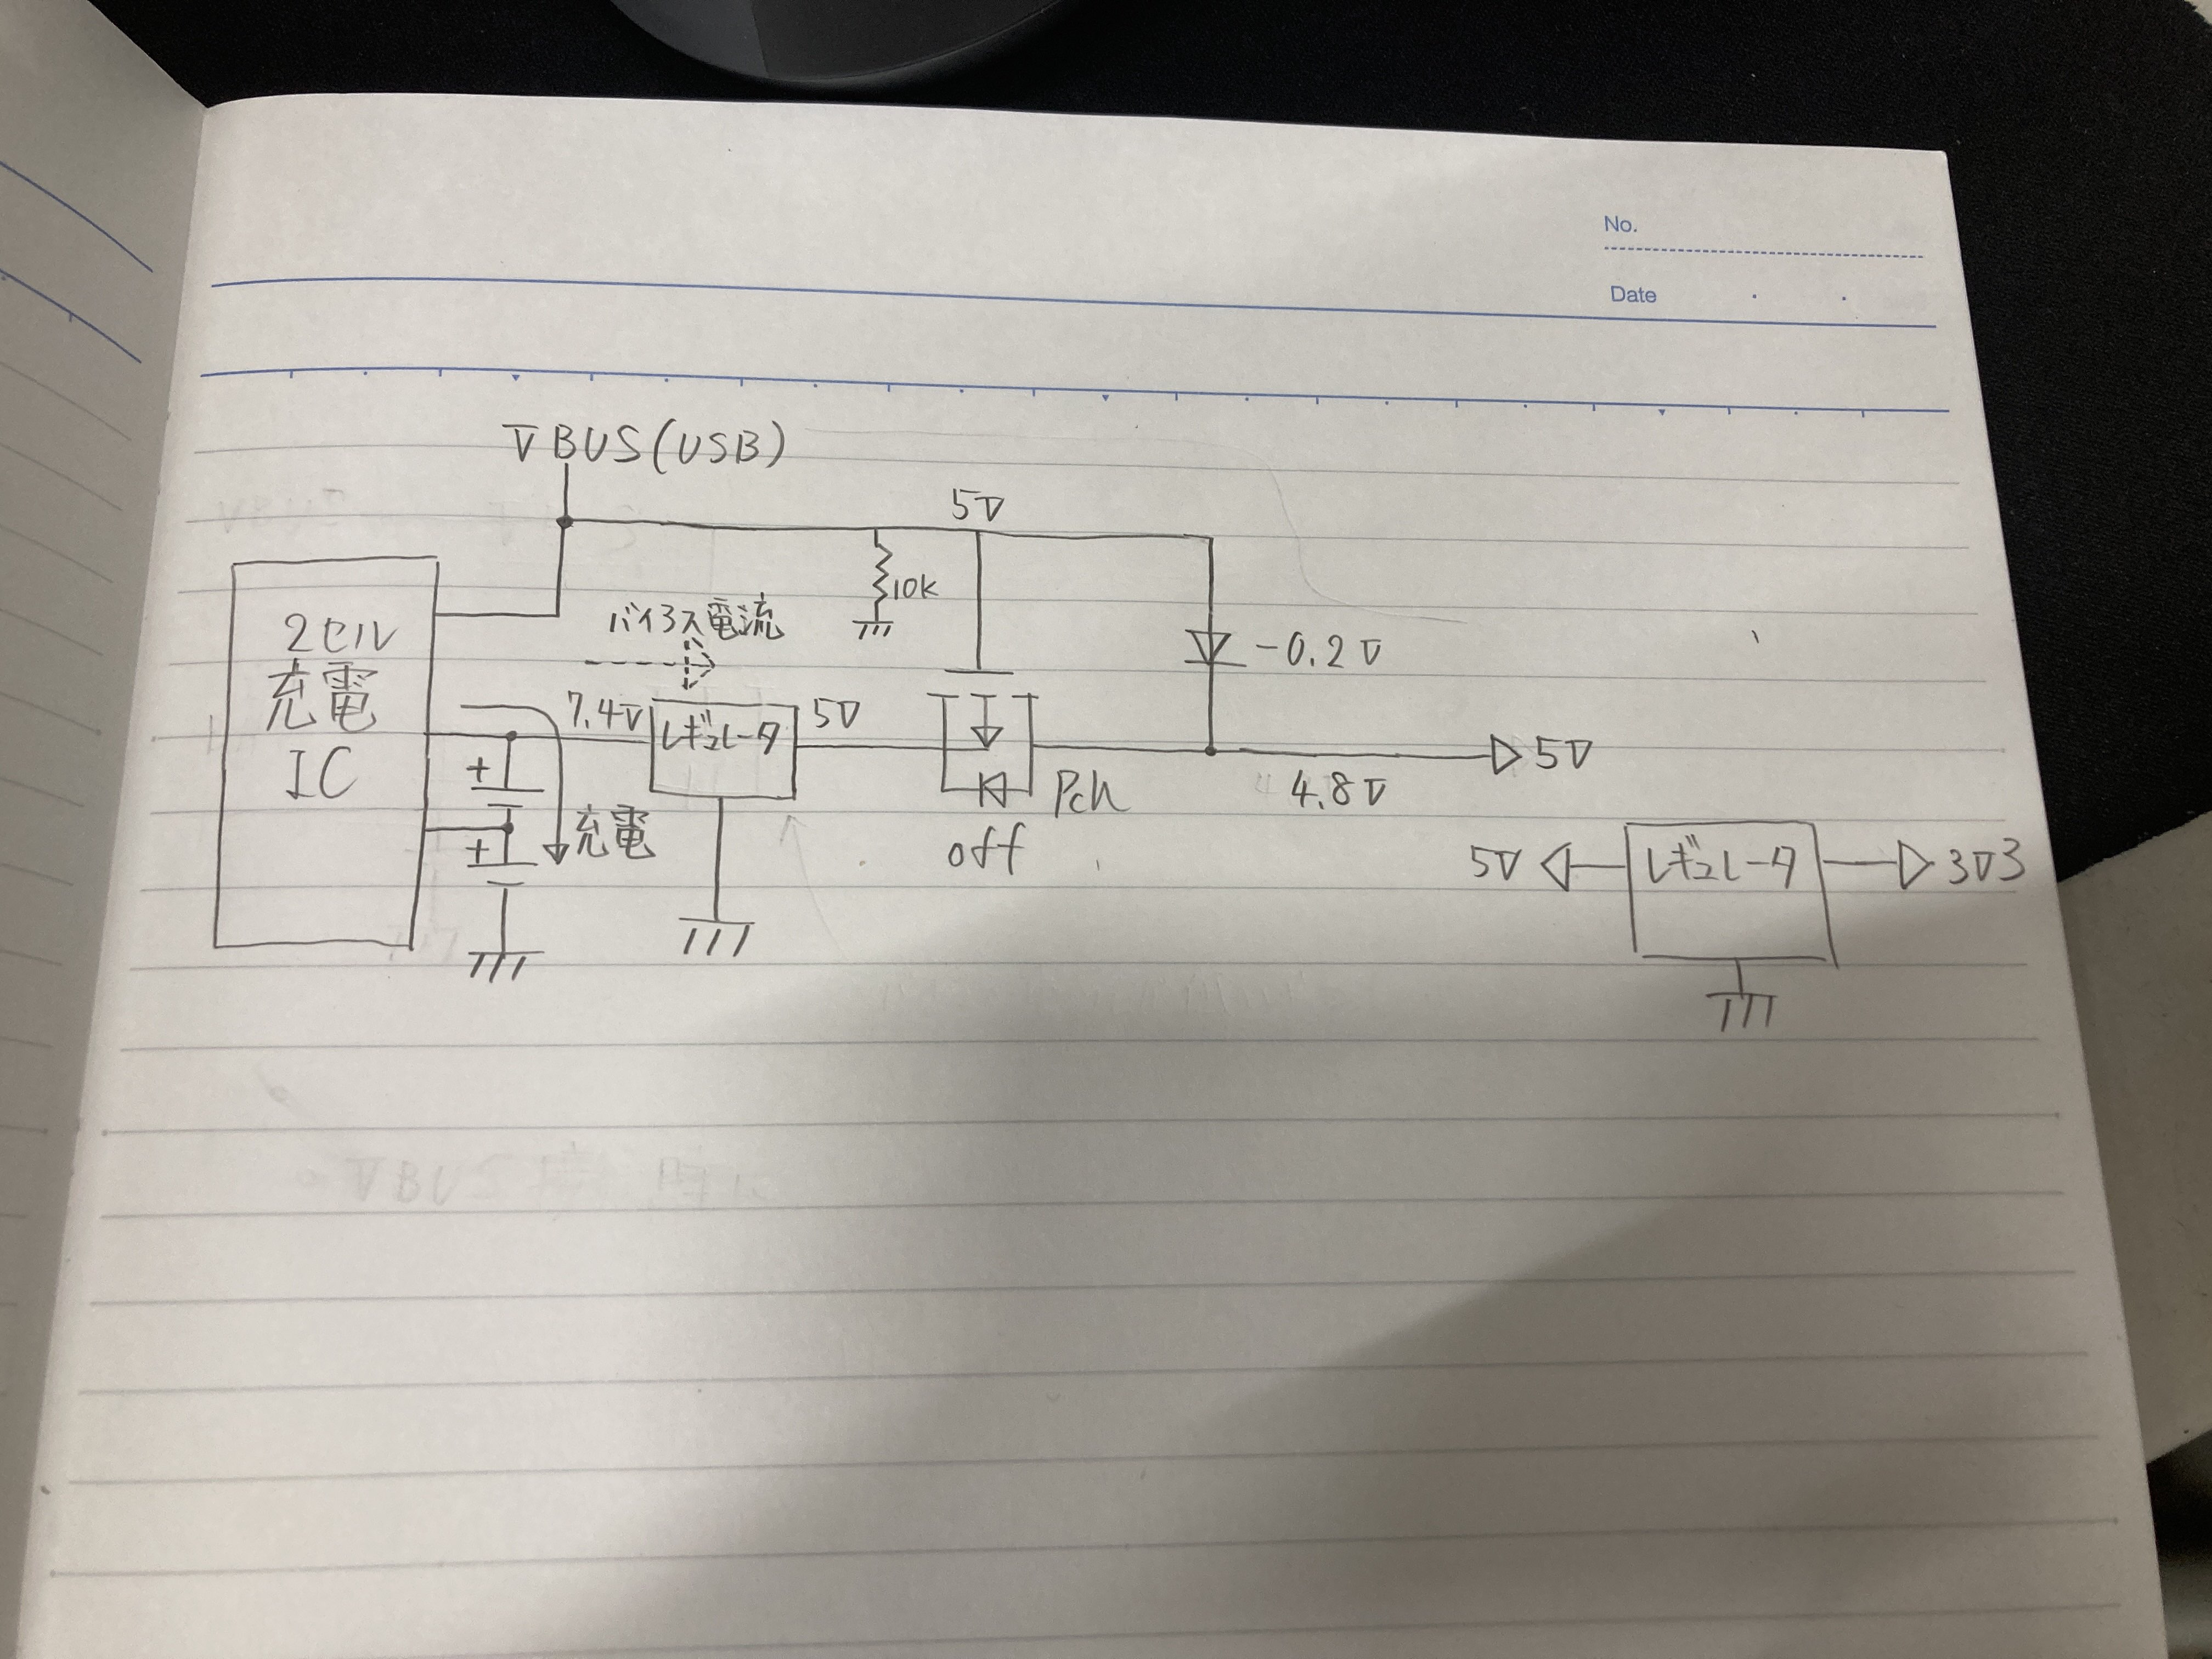 No.
Date
VBUS(USB)
5V
10k
バイアス電流
-0.2V
2セル
充電
IC
7.4V
レギュレータ
5V
5V
+
Pch
4.8V
充電
+
off
5V
レギュレータ
3V3